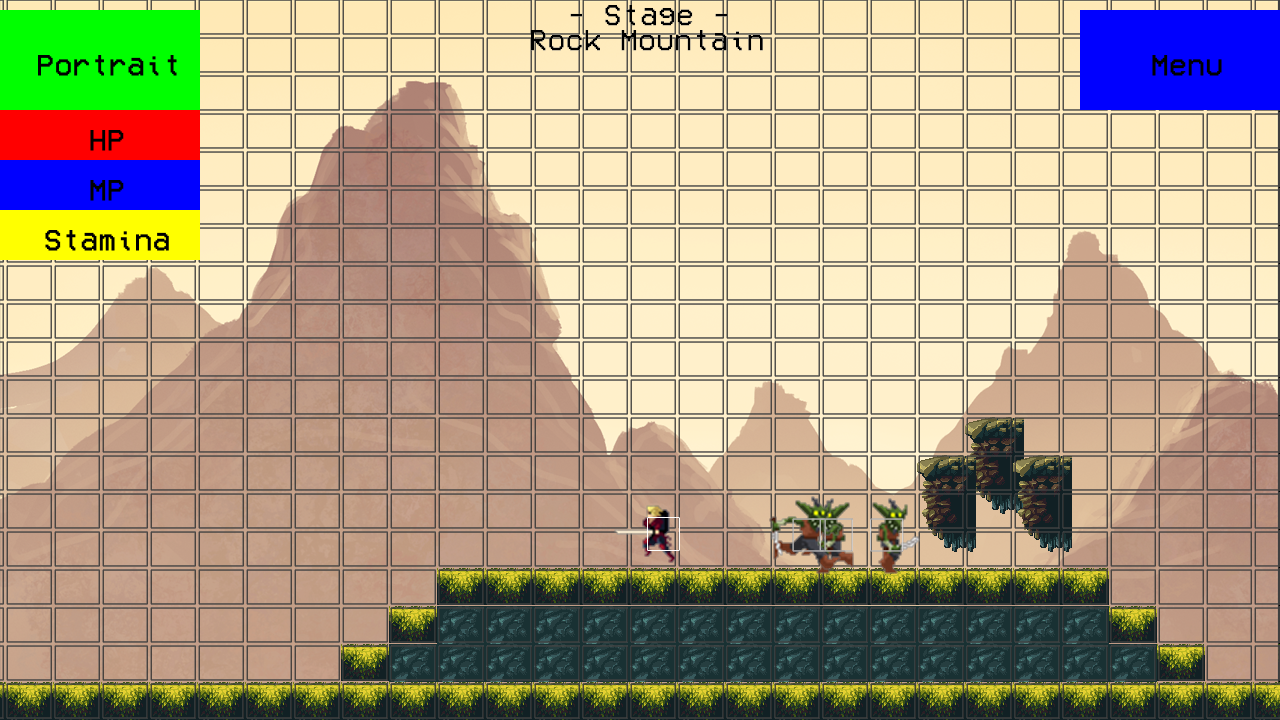 - Stage -
Rock Mountain
Portrait
Menu
HP
MP
Stamina